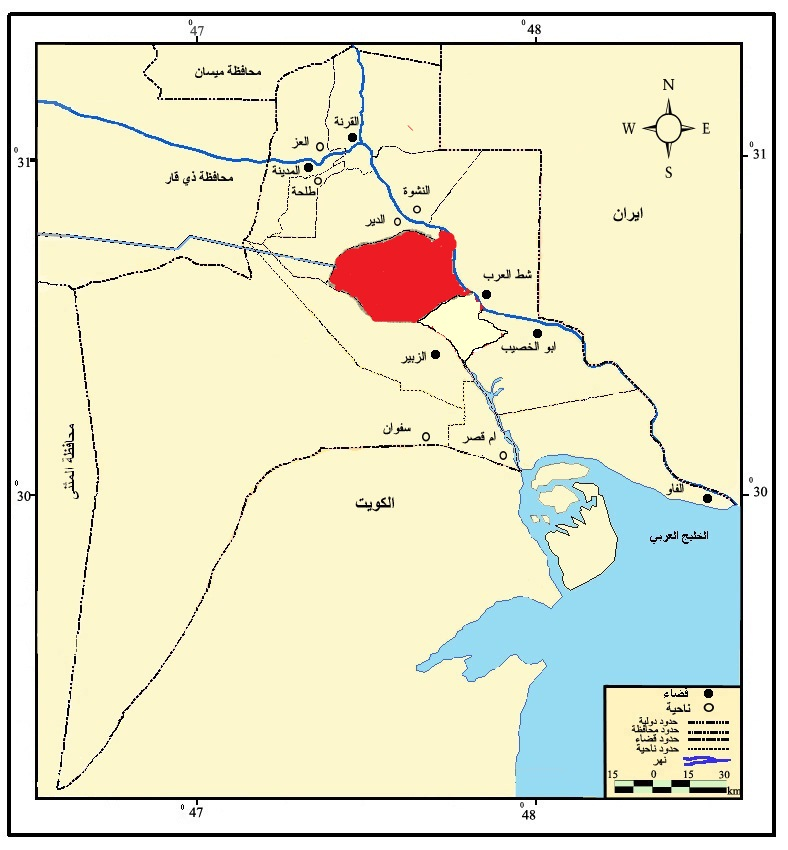 47
48
محافظة ميسان
N
W E
S
القرنة
31
العز
31
المدينة
محافظة ذي قار
طلحة
النشوة
ايران
الدير
شط العرب
ابو الخصيب
الزبير
سفوان
ام قصر
محافظة المثنى
30
الفاو
30
الكويت
الخليج العربي
قضاء
ناحية
حدود دولية
حدود محافظة
حدود قضاء
حدود ناحية
نهر
15 0 15 30
km
47
48